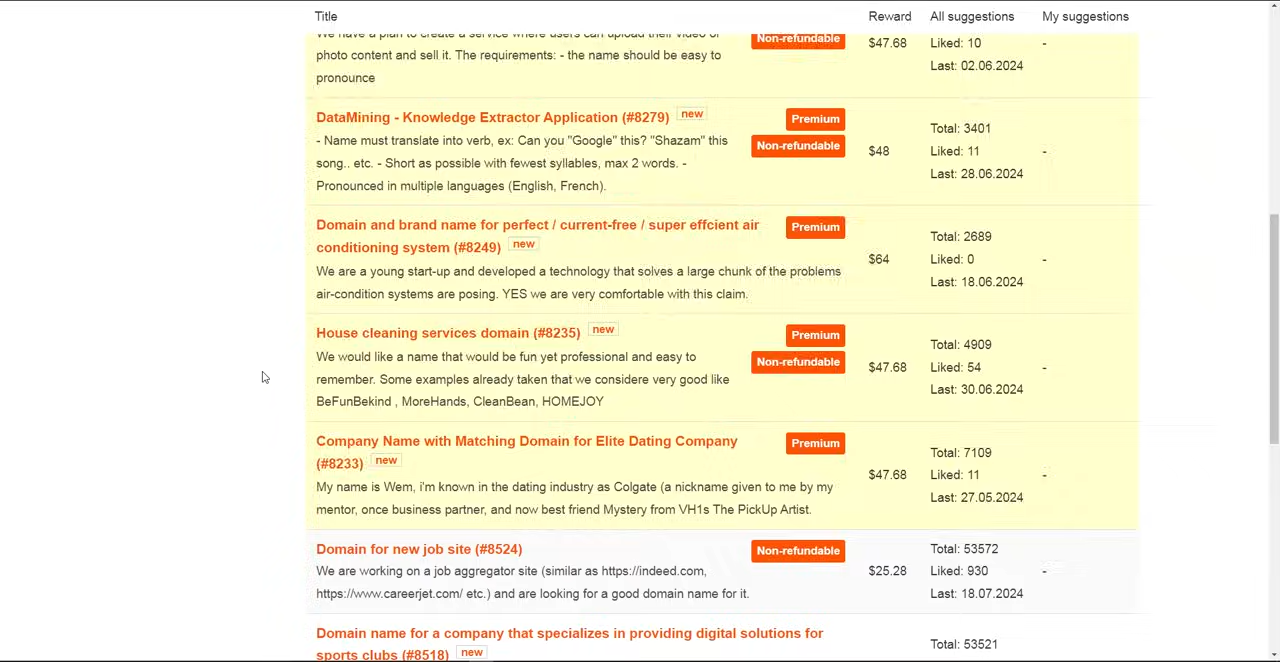 Title Reward All suggestions My suggestions
We have a plan to create a service where users can upload their video or
Non-refundable
$47.68 Liked: 10 -
photo content and sell it. The requirements: - the name should be easy to
Last: 02.06.2024
pronounce
DataMining - Knowledge Extractor Application (#8279) new
Premium
Total: 3401
- Name must translate into verb, ex: Can you "Google" this? "Shazam" this
Non-refundable
$48 Liked: 11 -
song.. etc. - Short as possible with fewest syllables, max 2 words. -
Last: 28.06.2024
Pronounced in multiple languages (English, French).
Domain and brand name for perfect / current-free / super effcient air
Premium
Total: 2689
conditioning system (#8249) new
$64 Liked: 0 -
We are a young start-up and developed a technology that solves a large chunk of the problems
Last: 18.06.2024
air-condition systems are posing. YES we are very comfortable with this claim.
House cleaning services domain (#8235) new
Premium
Total: 4909
We would like a name that would be fun yet professional and easy to
Non-refundable
$47.68 Liked: 54 -
remember. Some examples already taken that we considere very good like
Last: 30.06.2024
BeFunBekind , MoreHands, CleanBean, HOMEJOY
Company Name with Matching Domain for Elite Dating Company
Premium
Total: 7109
(#8233) new
$47.68 Liked: 11 -
My name is Wem, i'm known in the dating industry as Colgate (a nickname given to me by my
Last: 27.05.2024
mentor, once business partner, and now best friend Mystery from VH1s The PickUp Artist.
Domain for new job site (#8524)
Non-refundable
Total: 53572
We are working on a job aggregator site (similar as https://indeed.com,
$25.28 Liked: 930 -
https://www.careerjet.com/ etc.) and are looking for a good domain name for it.
Last: 18.07.2024
Domain name for a company that specializes in providing digital solutions for
Total: 53521
sports clubs (#8518) new